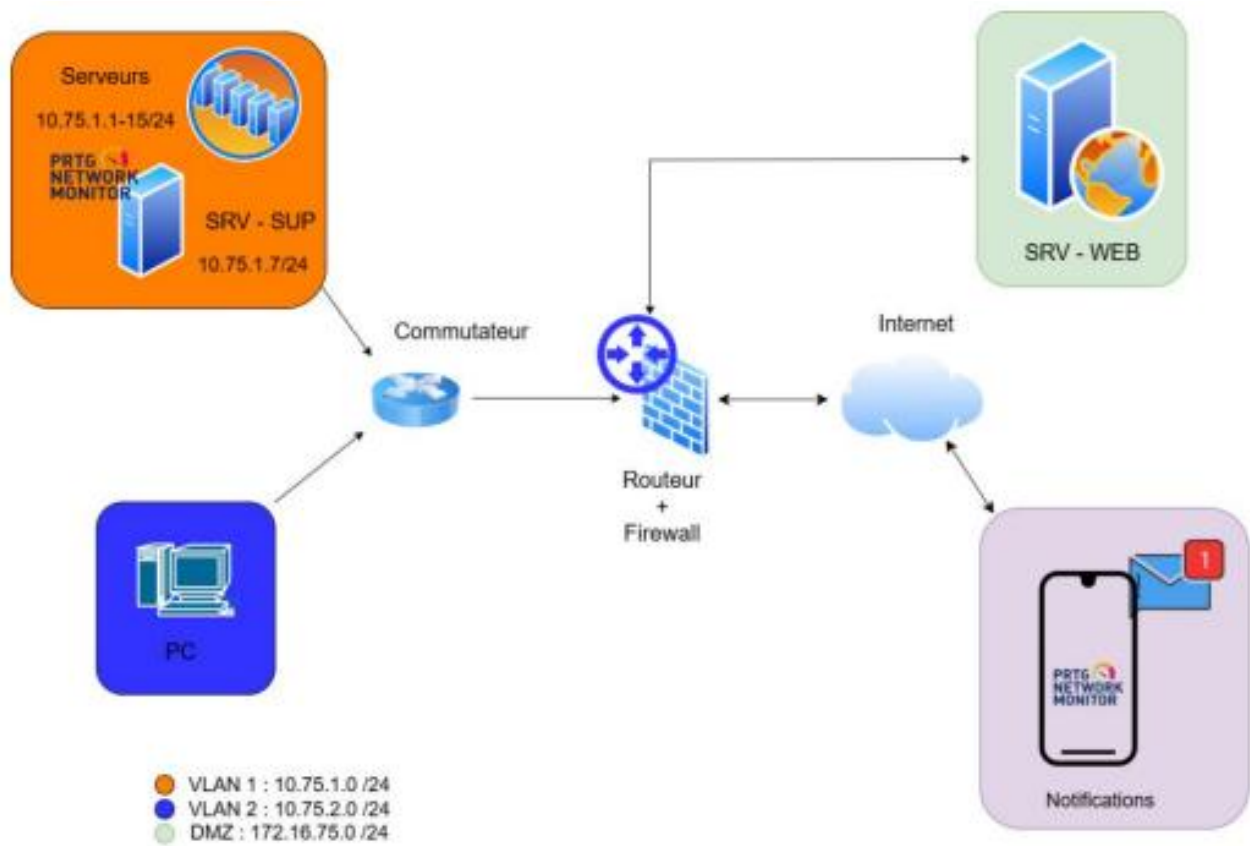 Serveurs
10.75.1.1-15/24
PRTG
NETWORK
MONITOR
SRV - SUP
10.75.1.7/24
Commutateur
SRV - WEB
Internet
Routeur
+
Firewall
PC
1
PRTG
NETWORK
MONITOR
Notifications
VLAN 1 : 10.75.1.0 /24
VLAN 2 : 10.75.2.0 /24
DMZ : 172.16.75.0 /24